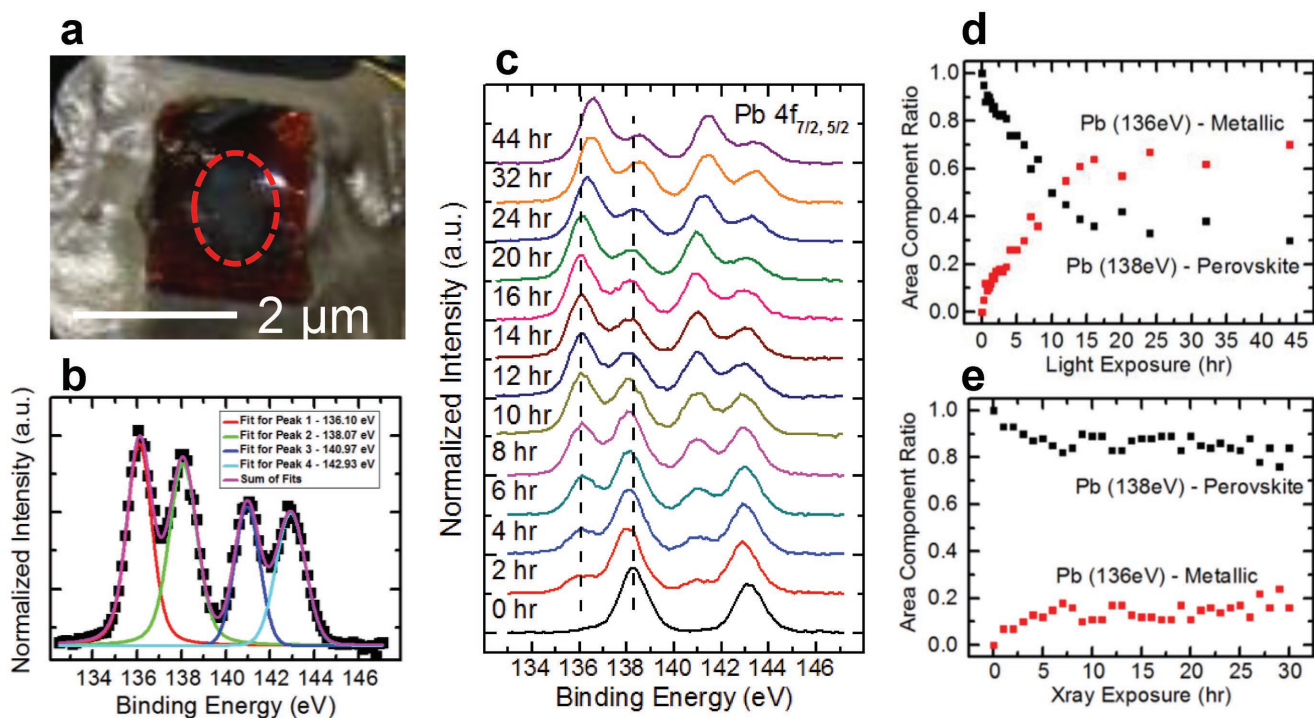 a
2 µm
b
Normalized Intensity (a.u.)
Fit for Peak 1 - 136.10 eV
Fit for Peak 2 - 138.07 eV
Fit for Peak 3 - 140.97 eV
Fit for Peak 4 - 142.93 eV
Sum of Fits
134 136 138 140 142 144 146
Binding Energy (eV)
c
Pb 4f7/2, 5/2
Normalized Intensity (a.u.)
44 hr
32 hr
24 hr
20 hr
16 hr
14 hr
12 hr
10 hr
8 hr
6 hr
4 hr
2 hr
0 hr
134 136 138 140 142 144 146
Binding Energy (eV)
d
Area Component Ratio
1.0
0.8
0.6
0.4
0.2
0.0
Pb (136eV) - Metallic
Pb (138eV) - Perovskite
0 5 10 15 20 25 30 35 40 45
Light Exposure (hr)
e
Area Component Ratio
1.0
0.8
0.6
0.4
0.2
0.0
Pb (138eV) - Perovskite
Pb (136eV) - Metallic
0 5 10 15 20 25 30
Xray Exposure (hr)